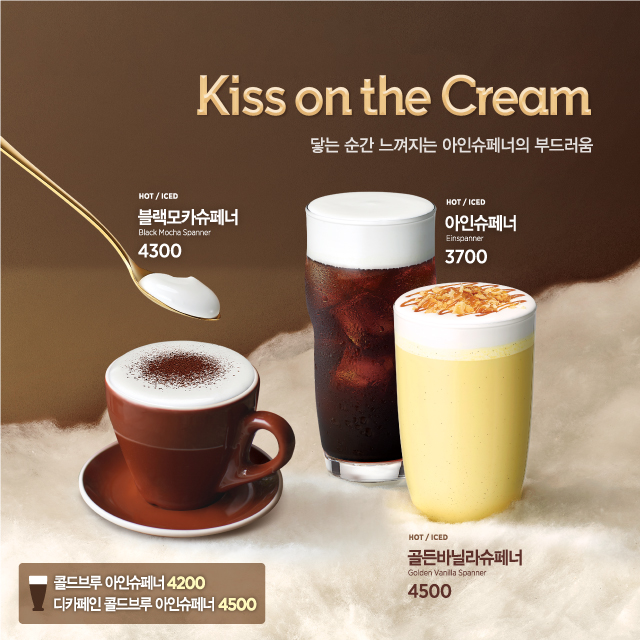 Kiss on the Cream
닿는 순간 느껴지는 아인슈페너의 부드러움
HOT / ICED
블랙모카슈페너
Black Mocha Spanner
4300
HOT / ICED
아인슈페너
Einspanner
3700
HOT / ICED
골든바닐라슈페너
Golden Vanilla Spanner
4500
콜드브루 아인슈페너 4200
디카페인 콜드브루 아인슈페너 4500